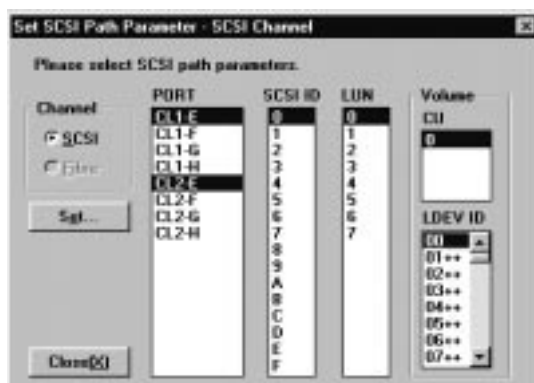 Set SCSI Path Parameter - SCSI Channel
Please select SCSI path parameters.
Channel
SCSI
Fibre
Set...
Close(X)
PORT
CL1-E
CL1-F
CL1-G
CL1-H
CL2-E
CL2-F
CL2-G
CL2-H
SCSI ID
0
1
2
3
4
5
6
7
8
9
A
B
C
D
E
F
LUN
0
1
2
3
4
5
6
7
Volume
CU
0
LDEV ID
00
01++
02++
03++
04++
05++
06++
07++